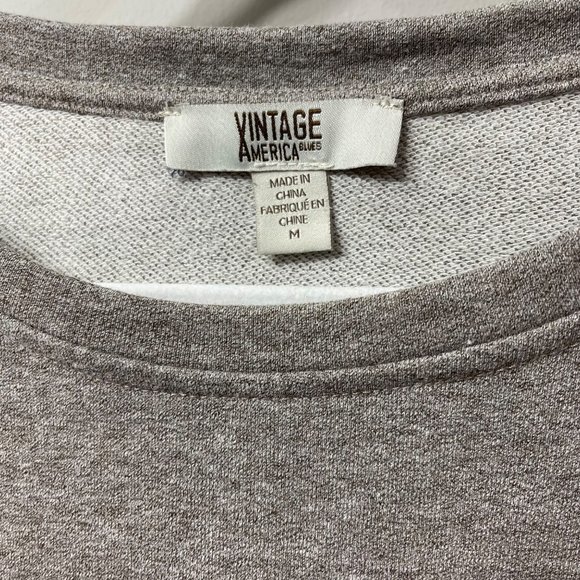 VINTAGE
AMERICA BLUES
MADE IN
CHINA
FABRIQUÉ EN
CHINE
M